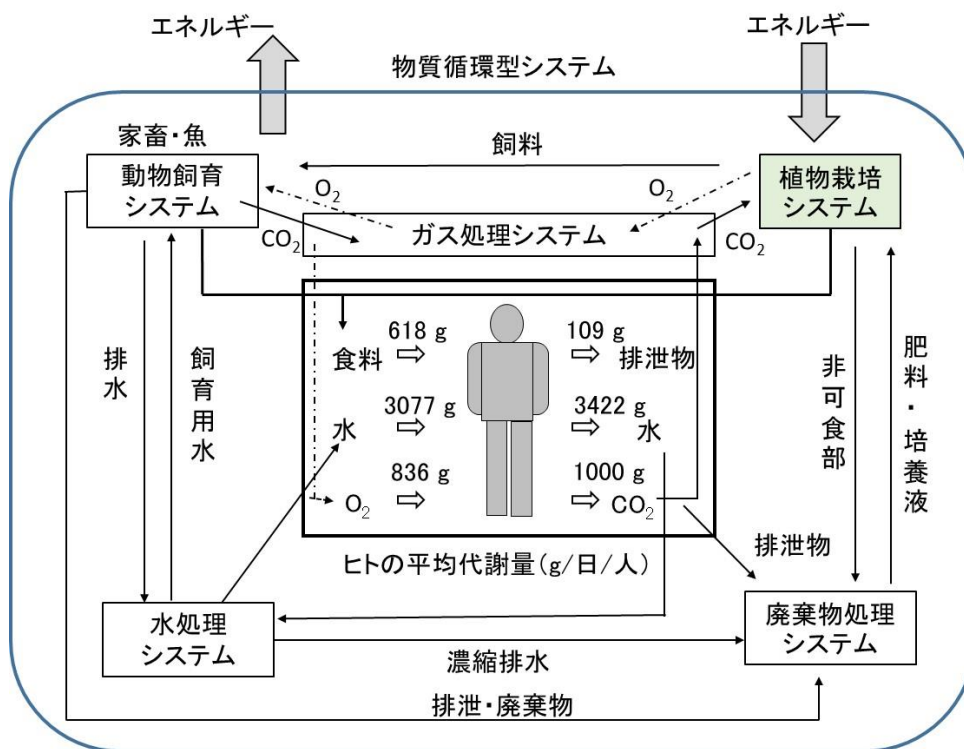 エネルギー
エネルギー
物質循環型システム
家畜・魚
飼料
動物飼育
システム
植物栽培
システム
O2
O2
CO2
ガス処理システム
CO2
618 g
109 g
食料
排泄物
3077 g
3422 g
水
水
836 g
1000 g
O2
CO2
ヒトの平均代謝量(g/日/人)
排水
飼育用水
非可食部
肥料・培養液
排泄物
水処理
システム
廃棄物処理
システム
濃縮排水
排泄・廃棄物